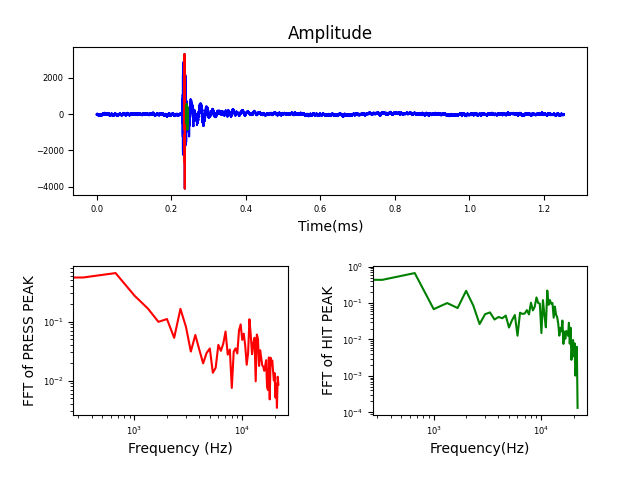 Amplitude
2000
0
−2000
−4000
0.0 0.2 0.4 0.6 0.8 1.0 1.2
Time(ms)
FFT of PRESS PEAK
10⁻¹
10⁻²
10³ 10⁴
Frequency (Hz)
FFT of HIT PEAK
10⁰
10⁻¹
10⁻²
10⁻³
10⁻⁴
10³ 10⁴
Frequency(Hz)